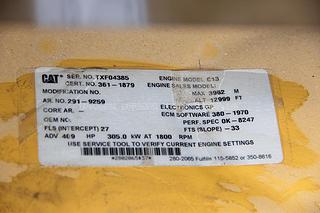 CAT SER. NO. TXF04385 ENGINE MODEL C13
CERT. NO. 361-1879 ENGINE SALES MODEL
MODIFICATION NO. MAX 3962 M
ALT 12999 FT
AR. NO. 291-9259 ELECTRONICS GP
CORE AR. - ECM SOFTWARE 380-1970
OEM NO. PERF. SPEC 0K-8247
FLS (INTERCEPT) 27 FTS (SLOPE) -33
ADV 469 HP 305.0 kW AT 1800 RPM
USE SERVICE TOOL TO VERIFY CURRENT ENGINE SETTINGS
280-2065